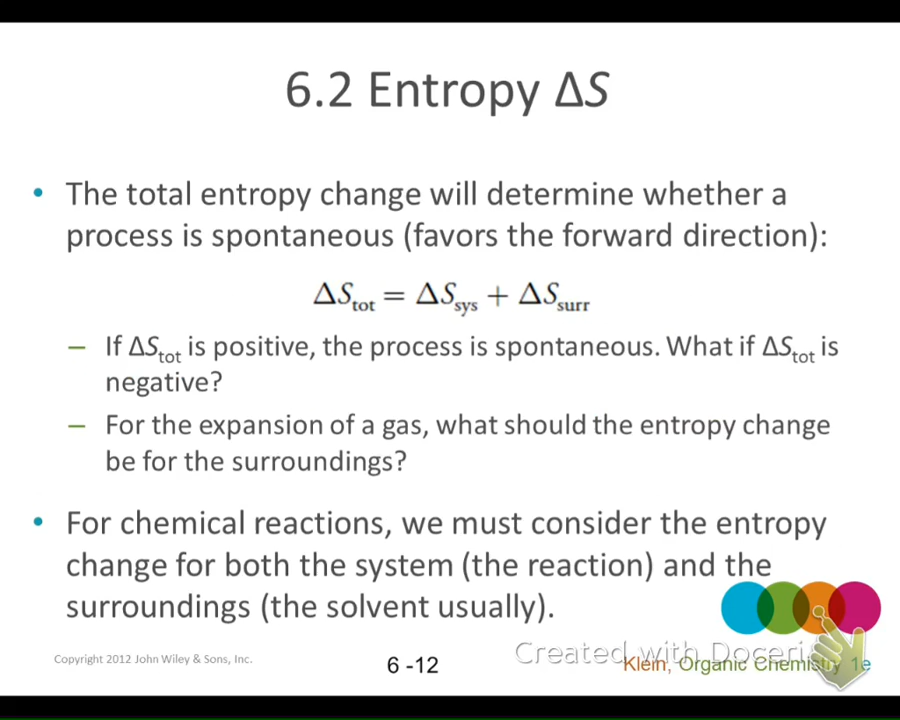 6.2 Entropy ΔS
• The total entropy change will determine whether a
process is spontaneous (favors the forward direction):
ΔS_tot = ΔS_sys + ΔS_surr
– If ΔS_tot is positive, the process is spontaneous. What if ΔS_tot is
negative?
– For the expansion of a gas, what should the entropy change
be for the surroundings?
• For chemical reactions, we must consider the entropy
change for both the system (the reaction) and the
surroundings (the solvent usually).
Copyright 2012 John Wiley & Sons, Inc.
6 -12
Created with Doceri
Klein, Organic Chemistry 1e